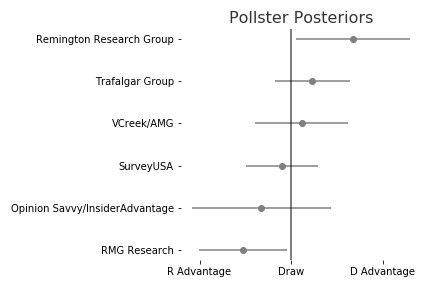 Pollster Posteriors
Remington Research Group
Trafalgar Group
VCreek/AMG
SurveyUSA
Opinion Savvy/InsiderAdvantage
RMG Research
R Advantage Draw D Advantage